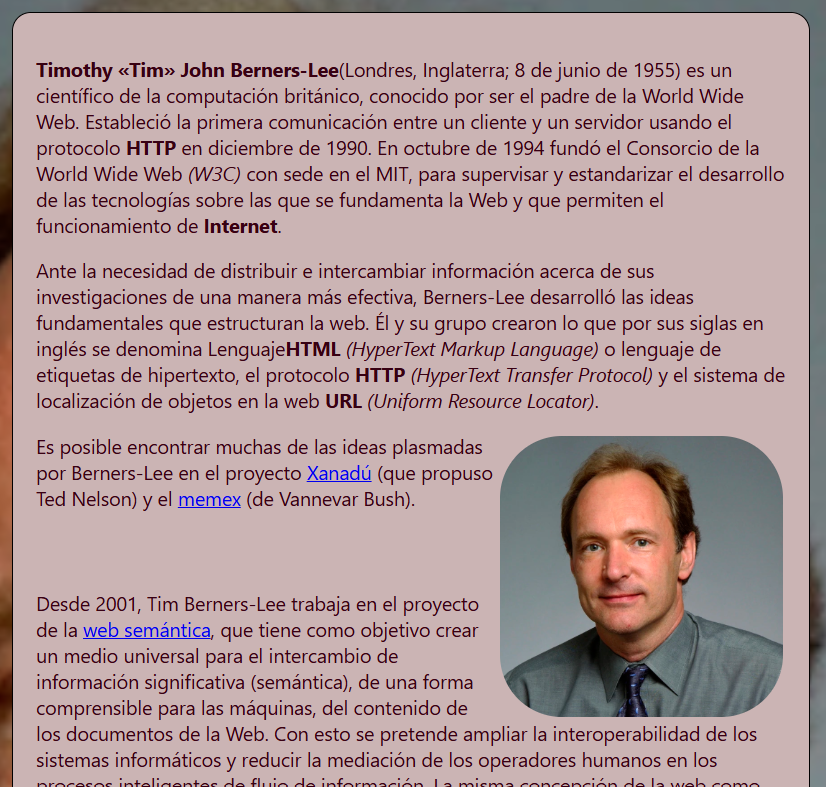 Timothy «Tim» John Berners-Lee(Londres, Inglaterra; 8 de junio de 1955) es un
científico de la computación británico, conocido por ser el padre de la World Wide
Web. Estableció la primera comunicación entre un cliente y un servidor usando el
protocolo HTTP en diciembre de 1990. En octubre de 1994 fundó el Consorcio de la
World Wide Web (W3C) con sede en el MIT, para supervisar y estandarizar el desarrollo
de las tecnologías sobre las que se fundamenta la Web y que permiten el
funcionamiento de Internet.
Ante la necesidad de distribuir e intercambiar información acerca de sus
investigaciones de una manera más efectiva, Berners-Lee desarrolló las ideas
fundamentales que estructuran la web. Él y su grupo crearon lo que por sus siglas en
inglés se denomina LenguajeHTML (HyperText Markup Language) o lenguaje de
etiquetas de hipertexto, el protocolo HTTP (HyperText Transfer Protocol) y el sistema de
localización de objetos en la web URL (Uniform Resource Locator).
Es posible encontrar muchas de las ideas plasmadas
por Berners-Lee en el proyecto Xanadú (que propuso
Ted Nelson) y el memex (de Vannevar Bush).
Desde 2001, Tim Berners-Lee trabaja en el proyecto
de la web semántica, que tiene como objetivo crear
un medio universal para el intercambio de
información significativa (semántica), de una forma
comprensible para las máquinas, del contenido de
los documentos de la Web. Con esto se pretende ampliar la interoperabilidad de los
sistemas informáticos y reducir la mediación de los operadores humanos en los
procesos inteligentes de flujo de información. La misma concepción de la web como